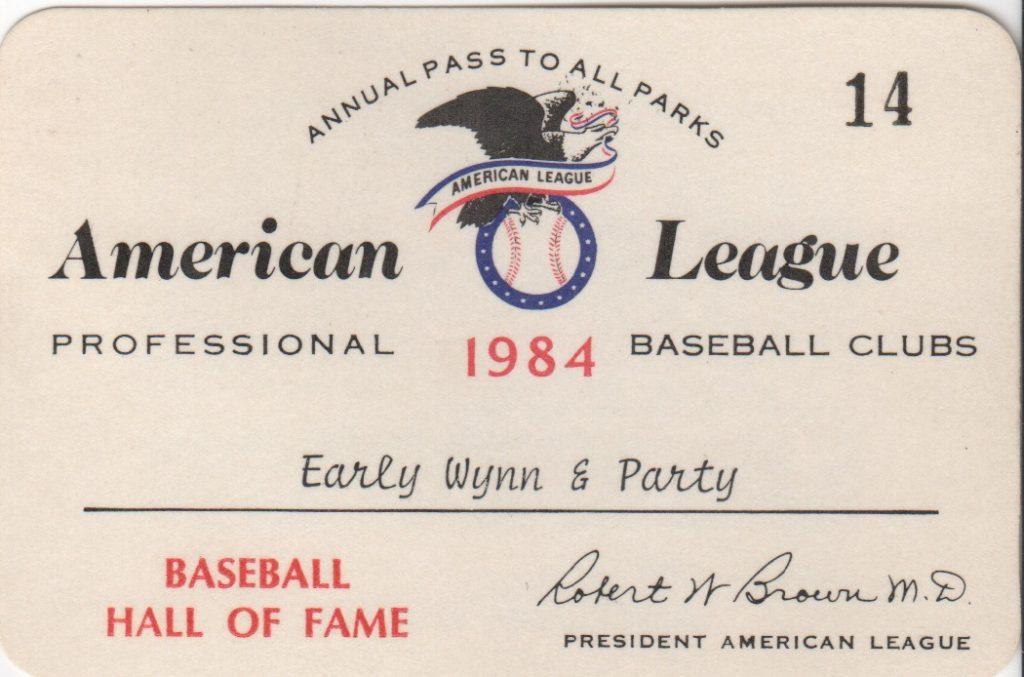 ANNUAL PASS TO ALL PARKS
14
AMERICAN LEAGUE
American League
PROFESSIONAL 1984 BASEBALL CLUBS
Early Wynn & Party
BASEBALL
HALL OF FAME
Robert W Brown M.D.
PRESIDENT AMERICAN LEAGUE